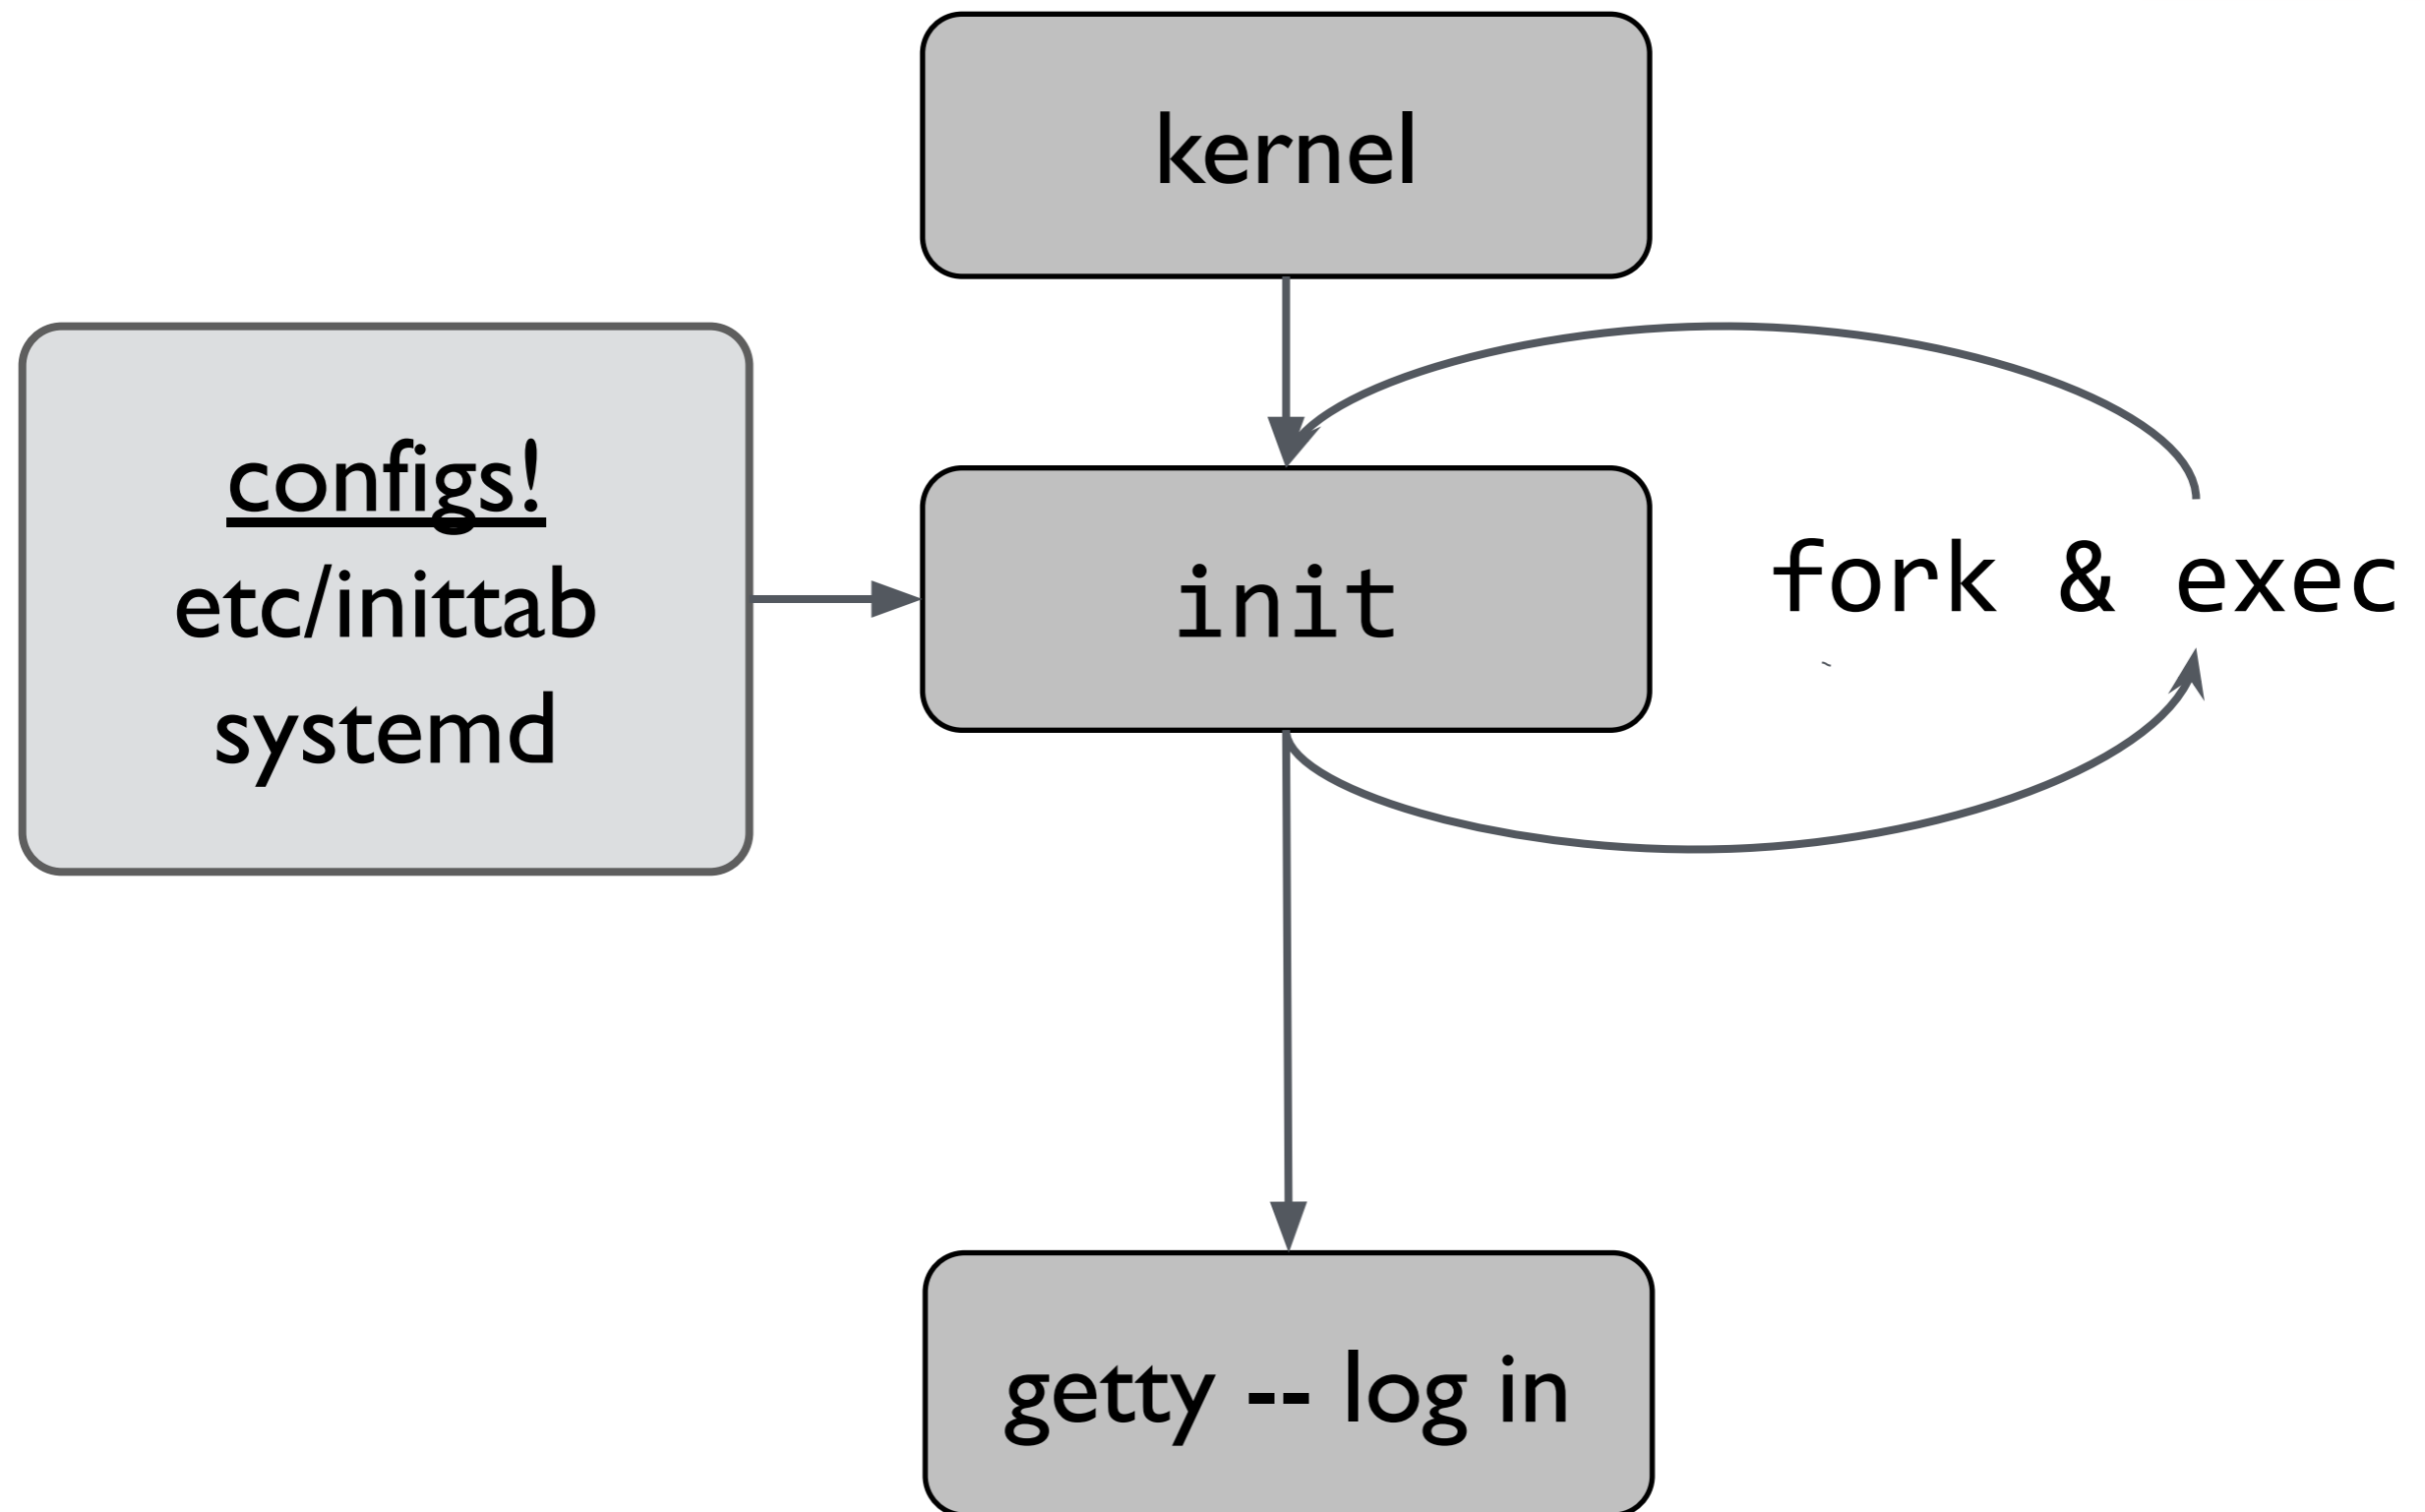 kernel
configs!
etc/inittab
systemd
init
fork & exec
`
getty -- log in